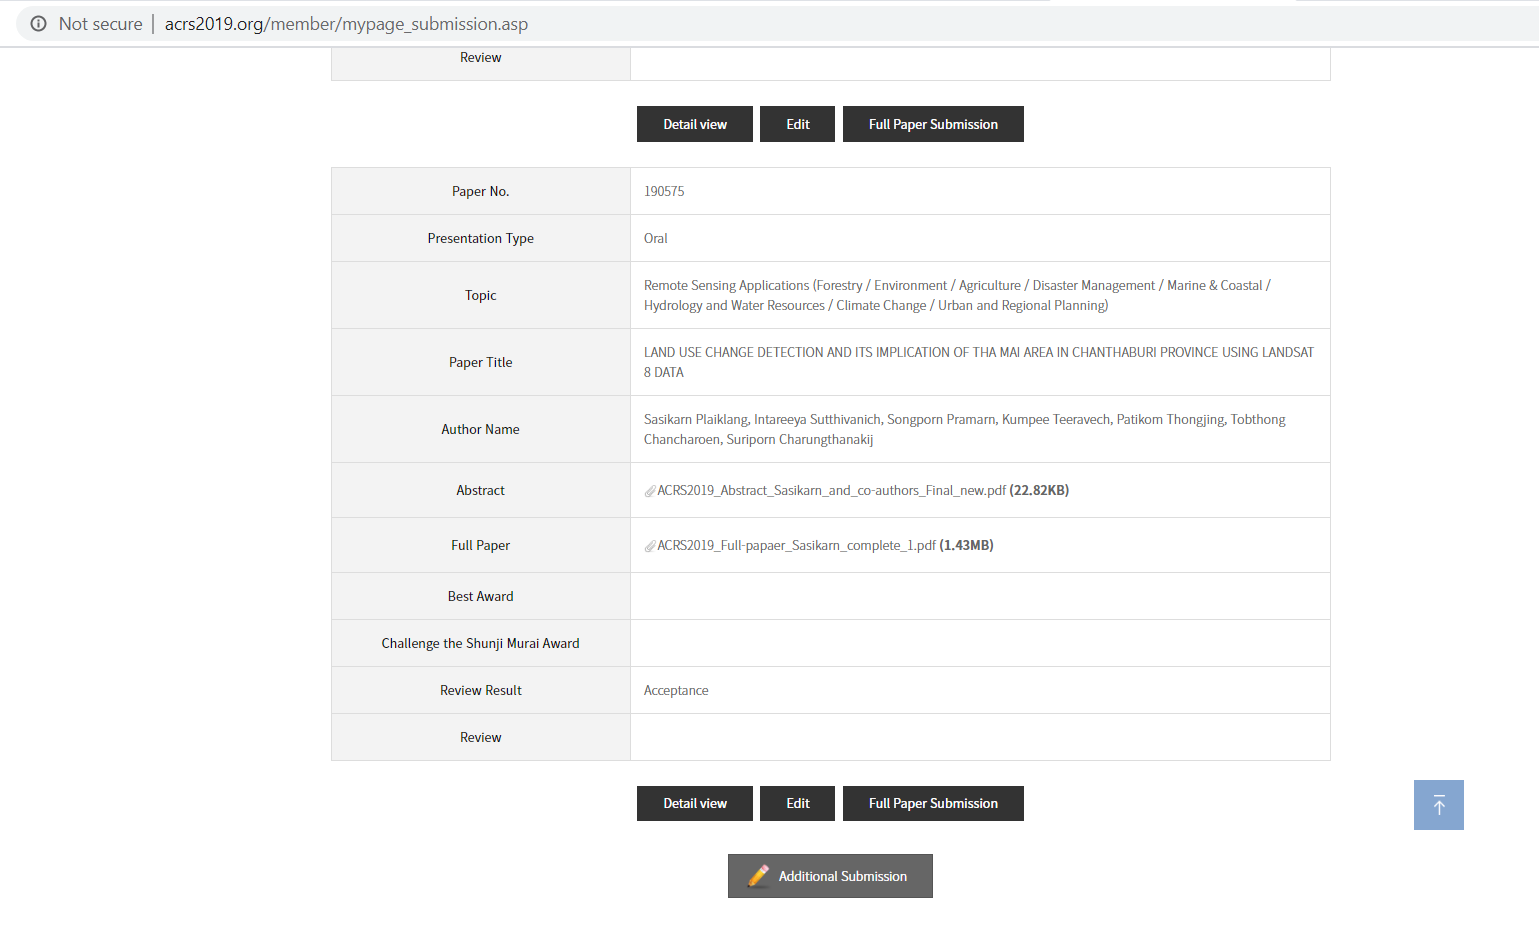 Not secure acrs2019.org/member/mypage_submission.asp
Review
Detail view Edit Full Paper Submission
Paper No. 190575
Presentation Type Oral
Topic Remote Sensing Applications (Forestry / Environment / Agriculture / Disaster Management / Marine & Coastal /
Hydrology and Water Resources / Climate Change / Urban and Regional Planning)
Paper Title LAND USE CHANGE DETECTION AND ITS IMPLICATION OF THA MAI AREA IN CHANTHABURI PROVINCE USING LANDSAT
8 DATA
Author Name Sasikarn Plaiklang, Intareeya Sutthivanich, Songporn Pramarn, Kumpee Teeravech, Patikom Thongjing, Tobthong
Chancharoen, Suriporn Charungthanakij
Abstract ACRS2019_Abstract_Sasikarn_and_co-authors_Final_new.pdf (22.82KB)
Full Paper ACRS2019_Full-papaer_Sasikarn_complete_1.pdf (1.43MB)
Best Award
Challenge the Shunji Murai Award
Review Result Acceptance
Review
Detail view Edit Full Paper Submission
Additional Submission